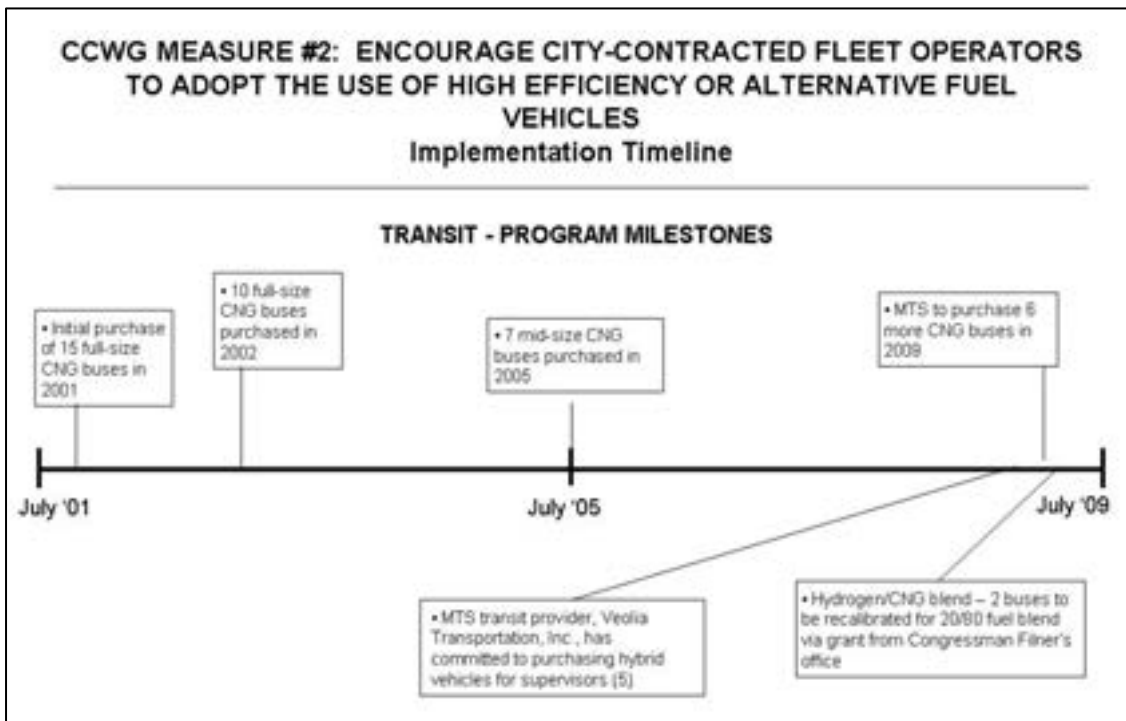 CCWG MEASURE #2: ENCOURAGE CITY-CONTRACTED FLEET OPERATORS
TO ADOPT THE USE OF HIGH EFFICIENCY OR ALTERNATIVE FUEL
VEHICLES
Implementation Timeline
TRANSIT - PROGRAM MILESTONES
• Initial purchase
of 15 full-size
CNG buses in
2001
• 10 full-size
CNG buses
purchased in
2002
• 7 mid-size CNG
buses purchased in
2005
• MTS to purchase 6
more CNG buses in
2009
July '01
July '05
July '09
• MTS transit provider, Veolia
Transportation, Inc., has
committed to purchasing hybrid
vehicles for supervisors (5)
• Hydrogen/CNG blend – 2 buses to
be recalibrated for 20/80 fuel blend
via grant from Congressman Filner's
office